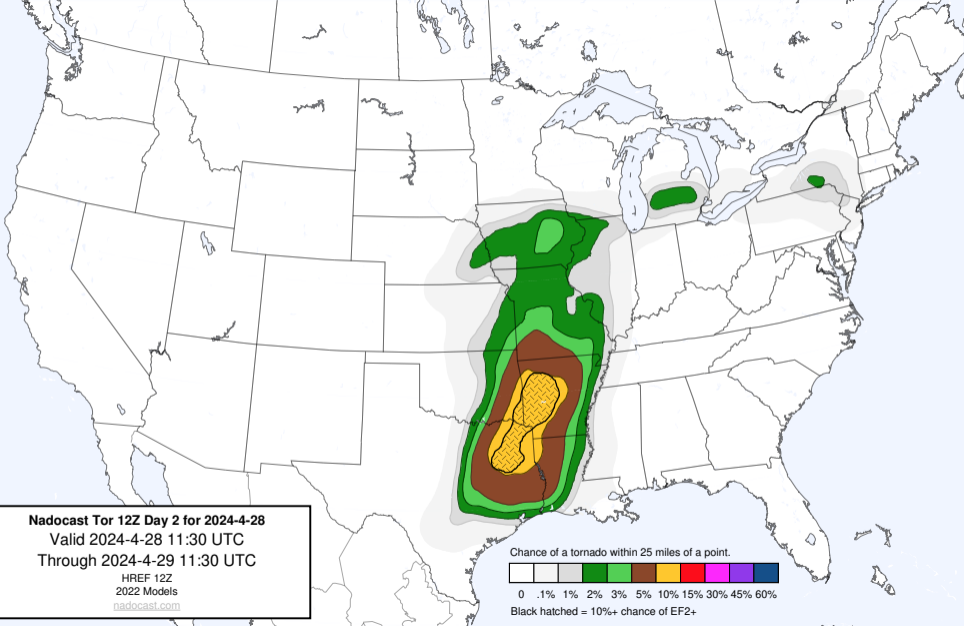 Nadocast Tor 12Z Day 2 for 2024-4-28
Valid 2024-4-28 11:30 UTC
Through 2024-4-29 11:30 UTC
HREF 12Z
2022 Models
nadocast.com
Chance of a tornado within 25 miles of a point.
0 .1% 1% 2% 3% 5% 10% 15% 30% 45% 60%
Black hatched = 10%+ chance of EF2+